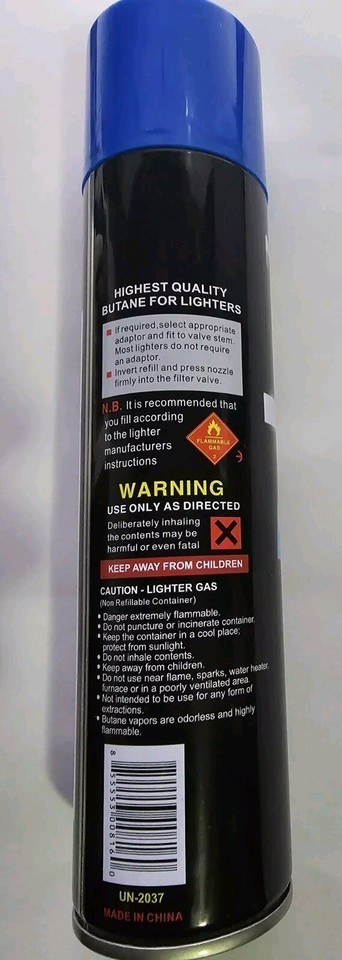 HIGHEST QUALITY
BUTANE FOR LIGHTERS
If required,select appropriate
adaptor and fit to valve stem.
Most lighters do not require
an adaptor.
Invert refill and press nozzle
firmly into the filter valve.
N.B. It is recommended that
you fill according
to the lighter
manufacturers
instructions
FLAMMABLE
GAS
2
WARNING
USE ONLY AS DIRECTED
Deliberately inhaling
the contents may be
harmful or even fatal
KEEP AWAY FROM CHILDREN
CAUTION - LIGHTER GAS
(Non Refillable Container)
• Danger extremely flammable.
• Do not puncture or incinerate container.
• Keep the container in a cool place;
protect from sunlight.
• Do not inhale contents.
• Keep away from children.
• Do not use near flame, sparks, water heater,
furnace or in a poorly ventilated area.
• Not intended to be use for any form of
extractions.
• Butane vapors are odorless and highly
flammable.
8 55553 00816 0
UN-2037
MADE IN CHINA